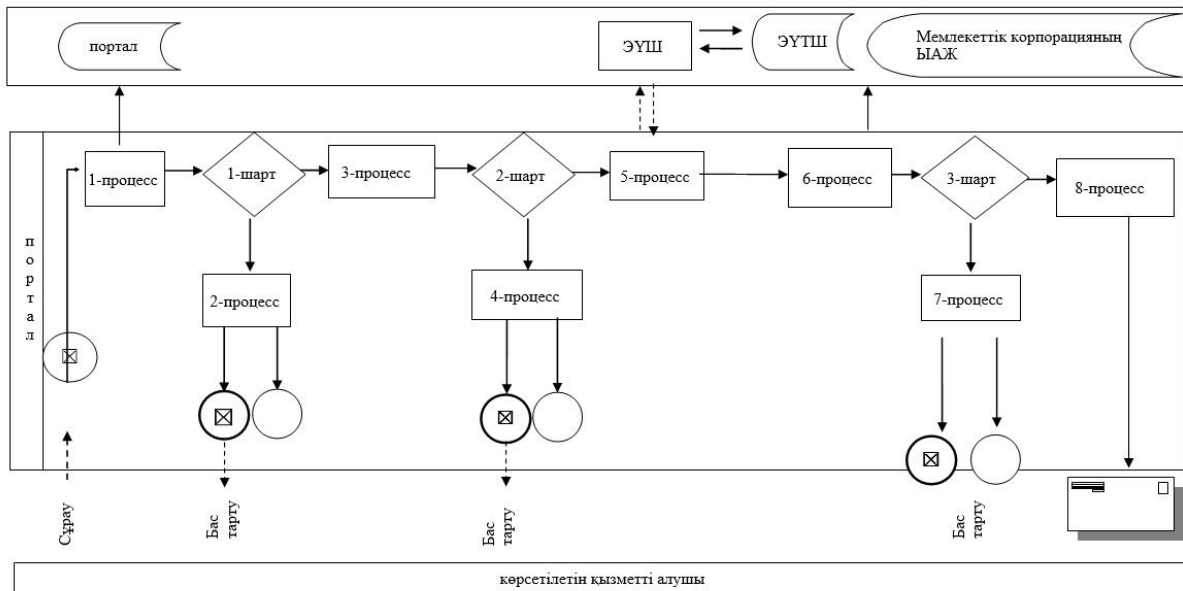 портал
ЭҮШ
ЭҮТШ
Мемлекеттік корпорацияның
ЫАЖ
портал
1-процесс
1-шарт
3-процесс
2-шарт
5-процесс
6-процесс
3-шарт
8-процесс
2-процесс
4-процесс
7-процесс
Сұрау
Бас
тарту
Бас
тарту
Бас
тарту
көрсетілетін қызметті алушы